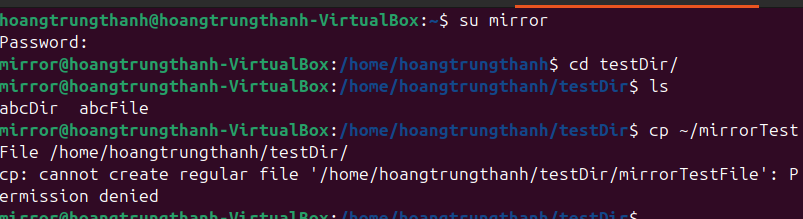 hoangtrungthanh@hoangtrungthanh-VirtualBox:~$ su mirror
Password:
mirror@hoangtrungthanh-VirtualBox:/home/hoangtrungthanh$ cd testDir/
mirror@hoangtrungthanh-VirtualBox:/home/hoangtrungthanh/testDir$ ls
abcDir  abcFile
mirror@hoangtrungthanh-VirtualBox:/home/hoangtrungthanh/testDir$ cp ~/mirrorTest
File /home/hoangtrungthanh/testDir/
cp: cannot create regular file '/home/hoangtrungthanh/testDir/mirrorTestFile': P
ermission denied
mirror@hoangtrungthanh-VirtualBox:/home/hoangtrungthanh/testDir$